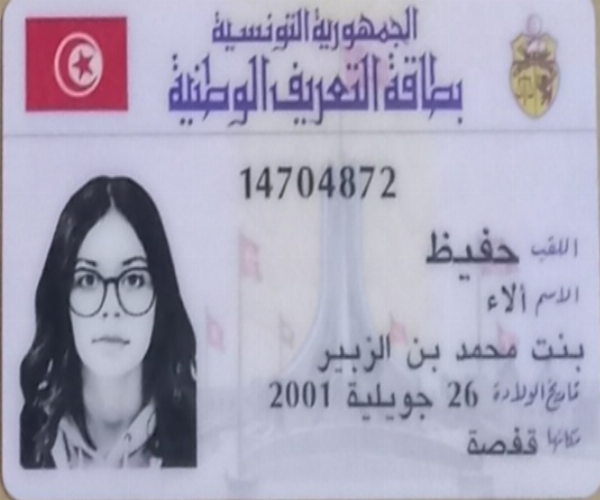 الجمهورية التونسية
بطاقة التعريف الوطنية
14704872
اللقب حفيظ
الاسم ألاء
بنت محمد بن الزبير
تاريخ الولادة 26 جويلية 2001
مكانها قفصة